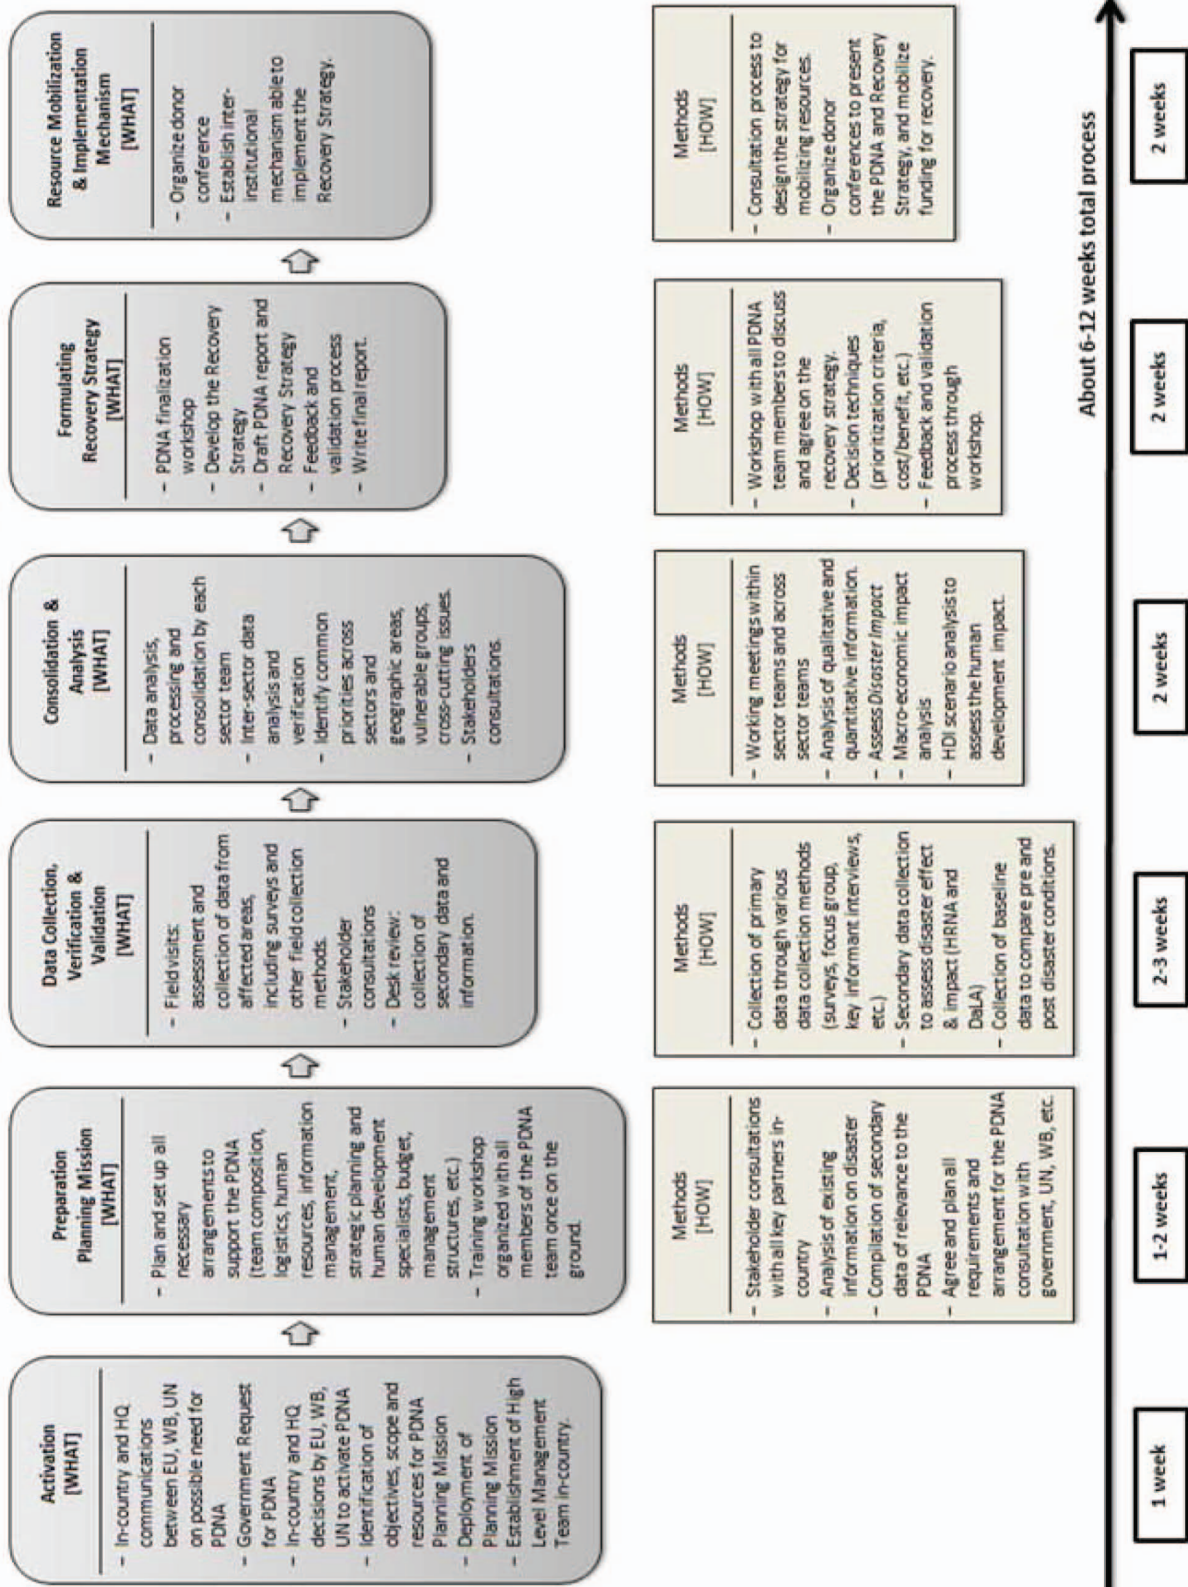 Activation
[WHAT]
– In-country and HQ
communications
between EU, WB, UN
on possible need for
PDNA
– Government Request
for PDNA
– In-country and HQ
decisions by EU, WB,
UN to activate PDNA
– Identification of
objectives, scope and
resources for PDNA
Planning Mission
– Deployment of
Planning Mission
– Establishment of High
Level Management
Team in-country.
Preparation
Planning Mission
[WHAT]
– Plan and set up all
necessary
arrangements to
support the PDNA
(team composition,
logistics, human
resources, information
management,
strategic planning and
human development
specialists, budget,
management
structures, etc.)
– Training workshop
organized with all
members of the PDNA
team once on the
ground.
Data Collection,
Verification &
Validation
[WHAT]
– Field visits:
assessment and
collection of data from
affected areas,
including surveys and
other field collection
methods.
– Stakeholder
consultations
– Desk review:
collection of
secondary data and
information.
Consolidation &
Analysis
[WHAT]
– Data analysis,
processing and
consolidation by each
sector team
– Inter-sector data
analysis and
verification
– Identify common
priorities across
sectors and
geographic areas,
vulnerable groups,
cross-cutting issues.
– Stakeholders
consultations.
Formulating
Recovery Strategy
[WHAT]
– PDNA finalization
workshop
– Develop the Recovery
Strategy
– Draft PDNA report and
Recovery Strategy
– Feedback and
validation process
– Write final report.
Resource Mobilization
& Implementation
Mechanism
[WHAT]
– Organize donor
conference
– Establish inter-
institutional
mechanism able to
implement the
Recovery Strategy.
Methods
[HOW]
– Stakeholder consultations
with all key partners in-
country
– Analysis of existing
information on disaster
– Compilation of secondary
data of relevance to the
PDNA
– Agree and plan all
requirements and
arrangement for the PDNA
consultation with
government, UN, WB, etc.
Methods
[HOW]
– Collection of primary
data through various
data collection methods
(surveys, focus group,
key informant interviews,
etc.)
– Secondary data collection
to assess disaster effect
& impact (HRNA and
DaLA)
– Collection of baseline
data to compare pre and
post disaster conditions.
Methods
[HOW]
– Working meetings within
sector teams and across
sector teams
– Analysis of qualitative and
quantitative information.
– Assess Disaster Impact
– Macro-economic impact
analysis
– HDI scenario analysis to
assess the human
development impact.
Methods
[HOW]
– Workshop with all PDNA
team members to discuss
and agree on the
recovery strategy.
– Decision techniques
(prioritization criteria,
cost/benefit, etc.)
– Feedback and validation
process through
workshop.
Methods
[HOW]
– Consultation process to
design the strategy for
mobilizing resources.
– Organize donor
conferences to present
the PDNA and Recovery
Strategy, and mobilize
funding for recovery.
About 6-12 weeks total process
1 week
1-2 weeks
2-3 weeks
2 weeks
2 weeks
2 weeks